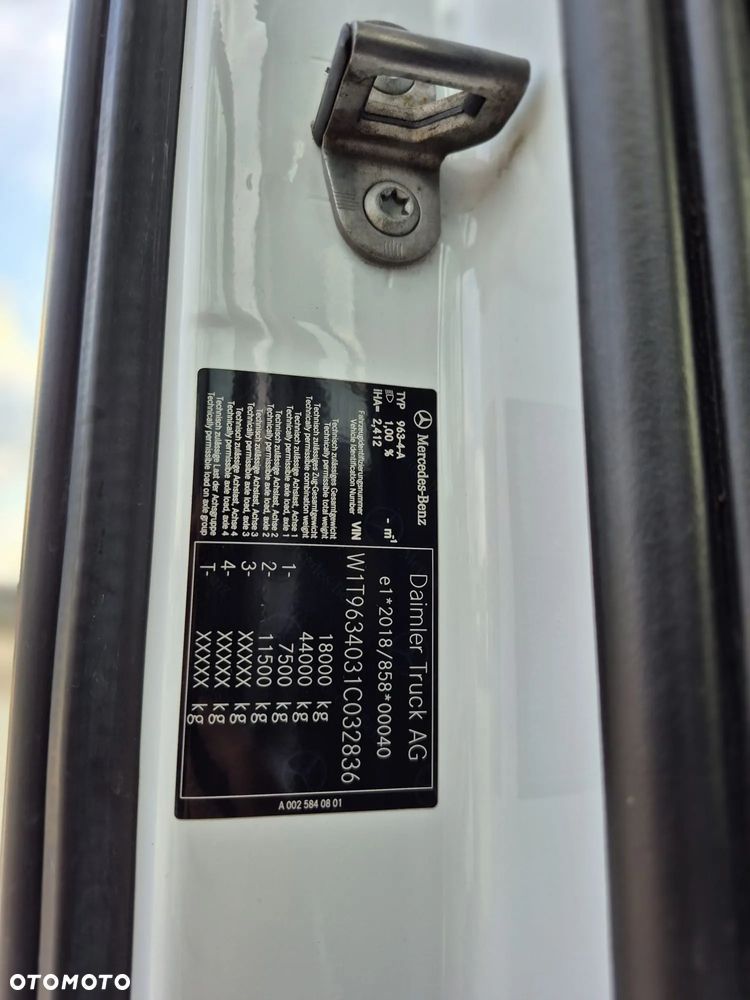 Mercedes-Benz
TYP 963-4-A
1,00 % - m-1
IHA= 2,412
Daimler Truck AG
e1*2018/858*00040
Fahrzeugidentifizierungsnummer
Vehicle Identification Number VIN W1T9634031C032836
Technisch zulässiges Gesamtgewicht
Technically permissible total weight 18000 kg
Technisch zulässiges Zug-Gesamtgewicht
Technically permissible combination weight 44000 kg
Technisch zulässige Achslast, Achse 1
Technically permissible axle load, axle 1 1- 7500 kg
Technisch zulässige Achslast, Achse 2
Technically permissible axle load, axle 2 2- 11500 kg
Technisch zulässige Achslast, Achse 3
Technically permissible axle load, axle 3 3- XXXXX kg
Technisch zulässige Achslast, Achse 4
Technically permissible axle load, axle 4 4- XXXXX kg
Technisch zulässige Last der Achsgruppe
Technically permissible load on axle group T- XXXXX kg
A 002 584 08 01
OTOMOTO